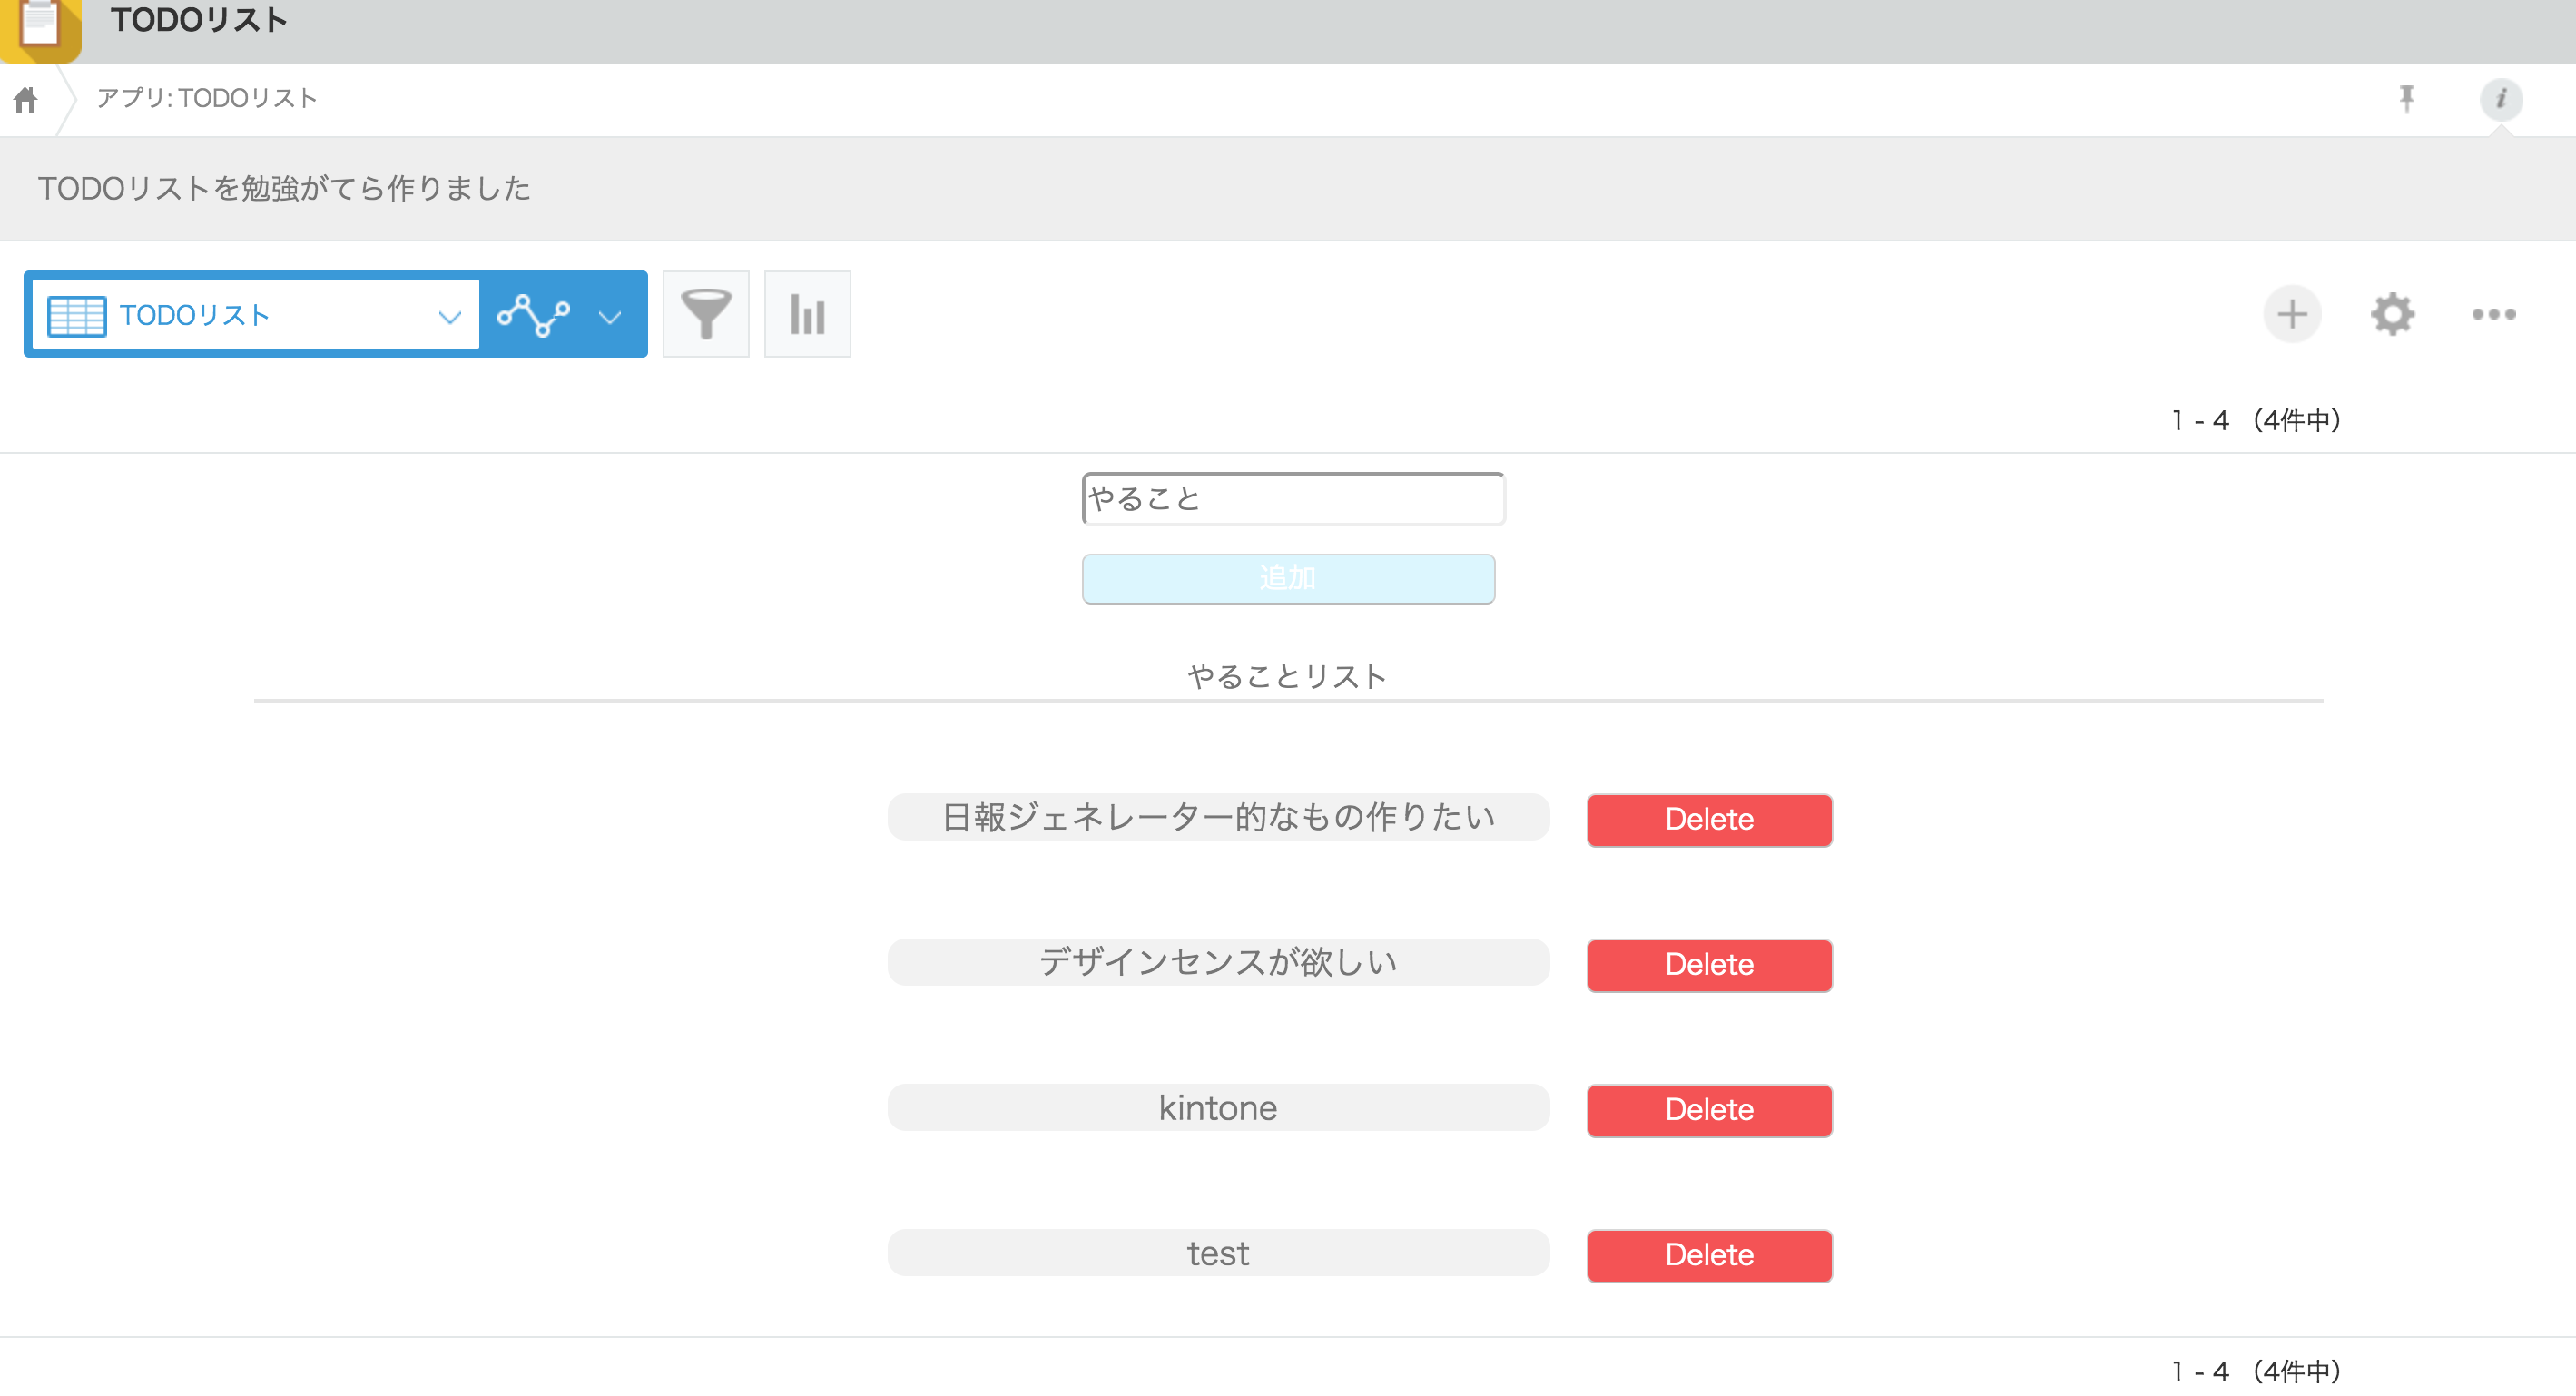 TODOリスト
アプリ: TODOリスト
TODOリストを勉強がてら作りました
TODOリスト
1 - 4 （4件中）
やること
追加
やることリスト
日報ジェネレーター的なもの作りたい Delete
デザインセンスが欲しい Delete
kintone Delete
test Delete
1 - 4 （4件中）